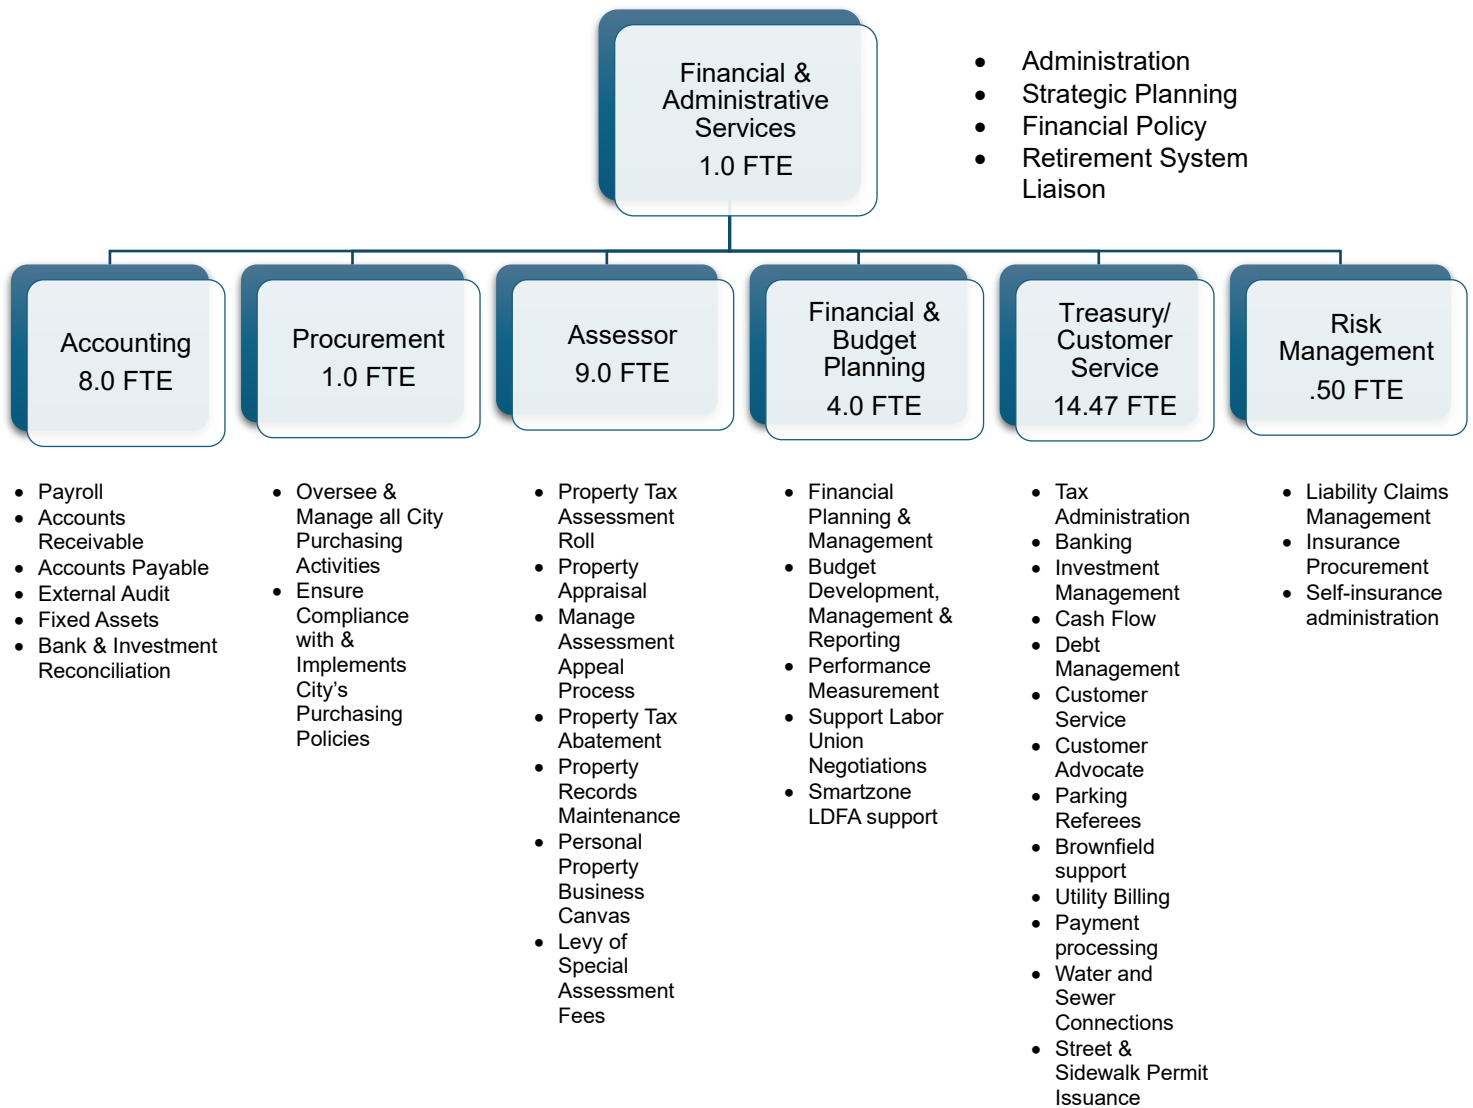 Financial &
Administrative
Services
1.0 FTE
• Administration
• Strategic Planning
• Financial Policy
• Retirement System
Liaison
Accounting
8.0 FTE
Procurement
1.0 FTE
Assessor
9.0 FTE
Financial &
Budget
Planning
4.0 FTE
Treasury/
Customer
Service
14.47 FTE
Risk
Management
.50 FTE
• Payroll
• Accounts
Receivable
• Accounts Payable
• External Audit
• Fixed Assets
• Bank & Investment
Reconciliation
• Oversee &
Manage all City
Purchasing
Activities
• Ensure
Compliance
with &
Implements
City’s
Purchasing
Policies
• Property Tax
Assessment
Roll
• Property
Appraisal
• Manage
Assessment
Appeal
Process
• Property Tax
Abatement
• Property
Records
Maintenance
• Personal
Property
Business
Canvas
• Levy of
Special
Assessment
Fees
• Financial
Planning &
Management
• Budget
Development,
Management &
Reporting
• Performance
Measurement
• Support Labor
Union
Negotiations
• Smartzone
LDFA support
• Tax
Administration
• Banking
• Investment
Management
• Cash Flow
• Debt
Management
• Customer
Service
• Customer
Advocate
• Parking
Referees
• Brownfield
support
• Utility Billing
• Payment
processing
• Water and
Sewer
Connections
• Street &
Sidewalk Permit
Issuance
• Liability Claims
Management
• Insurance
Procurement
• Self-insurance
administration